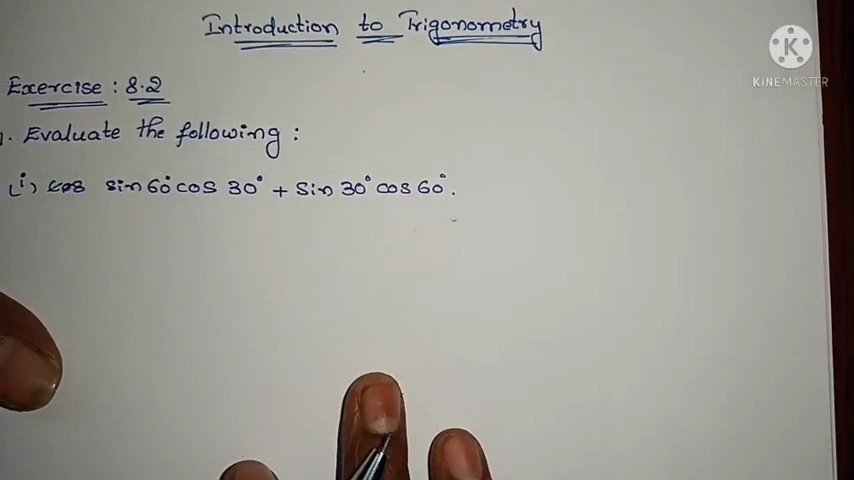 Introduction to Trigonometry
KINEMASTER
Exercise : 8.2
1. Evaluate the following :
(i) cos sin 60° cos 30° + sin 30° cos 60°.